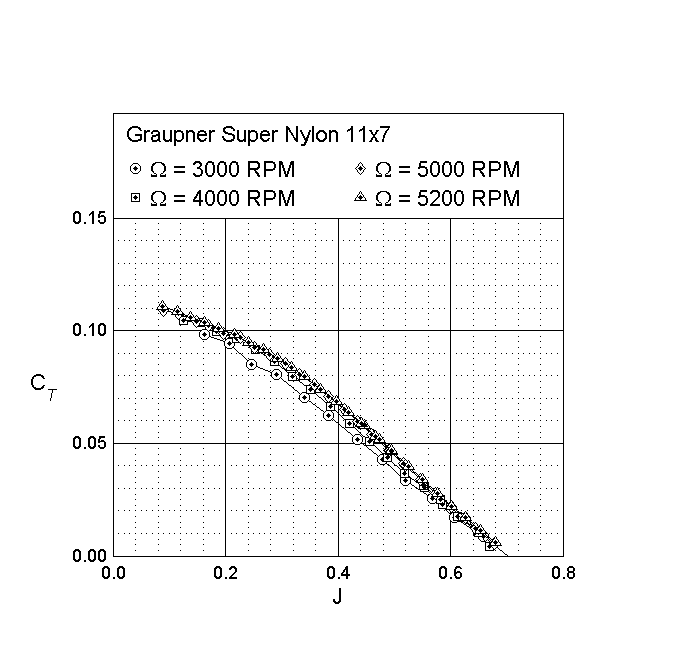 Graupner Super Nylon 11x7
Ω = 3000 RPM Ω = 5000 RPM
Ω = 4000 RPM Ω = 5200 RPM
0.15
0.10
C_T
0.05
0.00
0.0 0.2 0.4 0.6 0.8
J